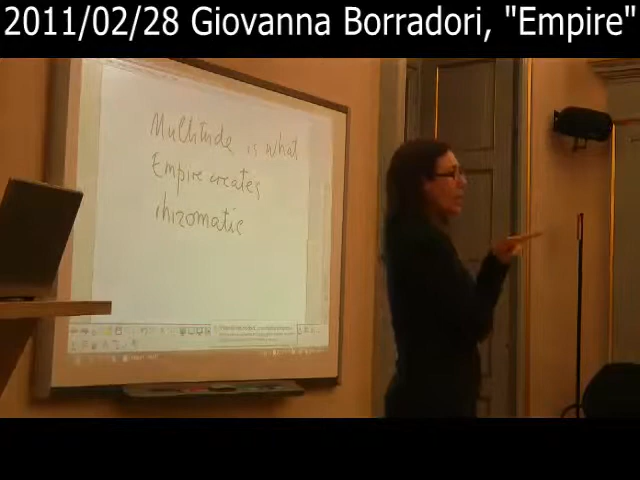 2011/02/28 Giovanna Borradori, "Empire"
Multitude is what
Empire creates
rhizomatic